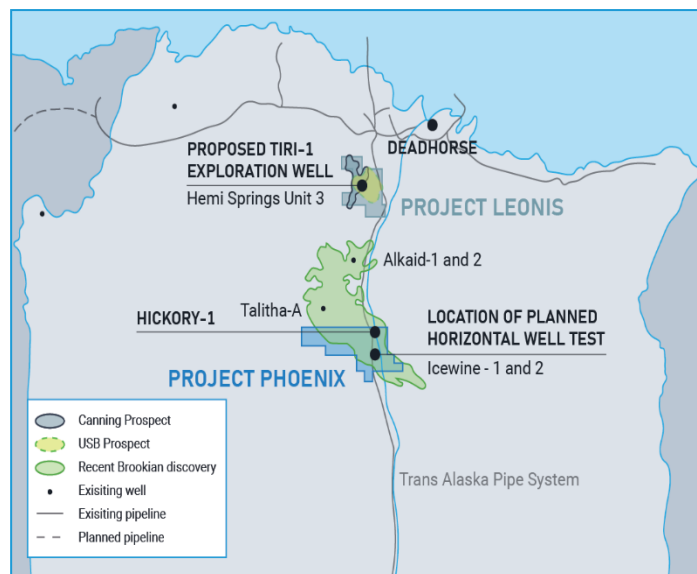 PROPOSED TIRI-1
EXPLORATION WELL
Hemi Springs Unit 3
DEADHORSE
PROJECT LEONIS
Alkaid-1 and 2
Talitha-A
HICKORY-1
LOCATION OF PLANNED
HORIZONTAL WELL TEST
Icewine - 1 and 2
PROJECT PHOENIX
Trans Alaska Pipe System
Canning Prospect
USB Prospect
Recent Brookian discovery
Exisiting well
Exisiting pipeline
Planned pipeline